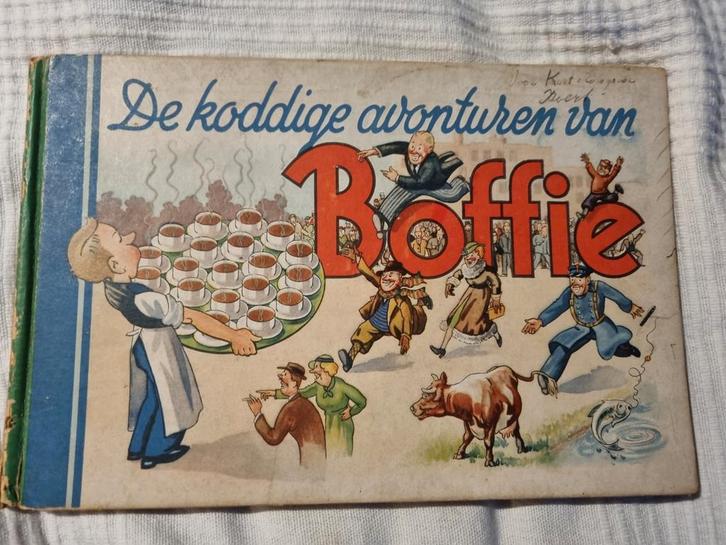 De koddige avonturen van
Boffie